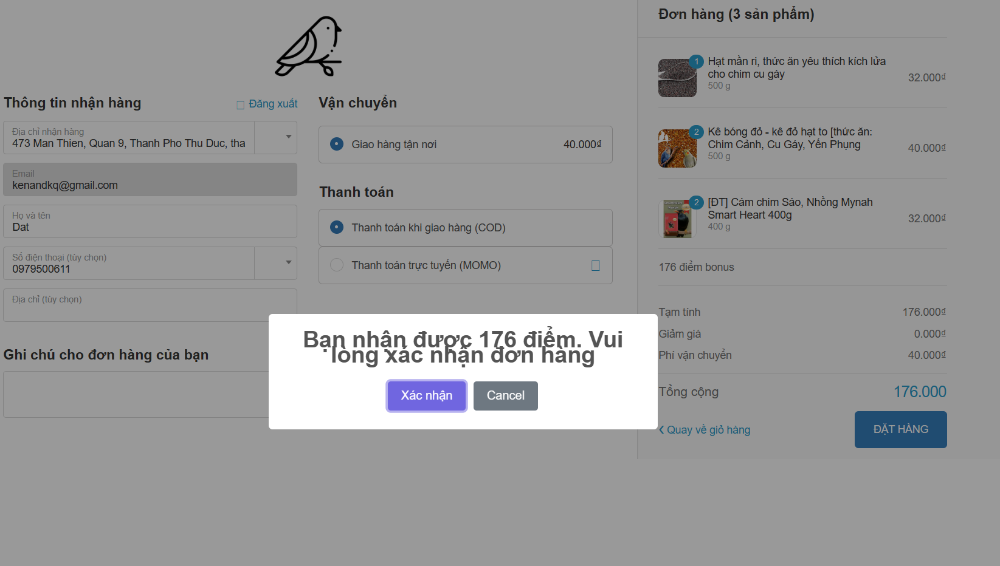 Thông tin nhận hàng
Đăng xuất
Địa chỉ nhận hàng
473 Man Thien, Quan 9, Thanh Pho Thu Duc, tha
Email
kenandkq@gmail.com
Họ và tên
Dat
Số điện thoại (tùy chọn)
0979500611
Địa chỉ (tùy chọn)
Ghi chú cho đơn hàng của bạn
Vận chuyển
Giao hàng tận nơi
40.000₫
Thanh toán
Thanh toán khi giao hàng (COD)
Thanh toán trực tuyến (MOMO)
Bạn nhận được 176 điểm. Vui
lòng xác nhận đơn hàng
Xác nhận
Cancel
Đơn hàng (3 sản phẩm)
1
Hạt mần ri, thức ăn yêu thích kích lửa
cho chim cu gáy
500 g
32.000₫
2
Kê bóng đỏ - kê đỏ hạt to [thức ăn:
Chim Cảnh, Cu Gáy, Yến Phụng
500 g
40.000₫
2
[ĐT] Cám chim Sáo, Nhồng Mynah
Smart Heart 400g
400 g
32.000₫
176 điểm bonus
Tạm tính
176.000₫
Giảm giá
0.000₫
Phí vận chuyển
40.000₫
Tổng cộng
176.000
Quay về giỏ hàng
ĐẶT HÀNG